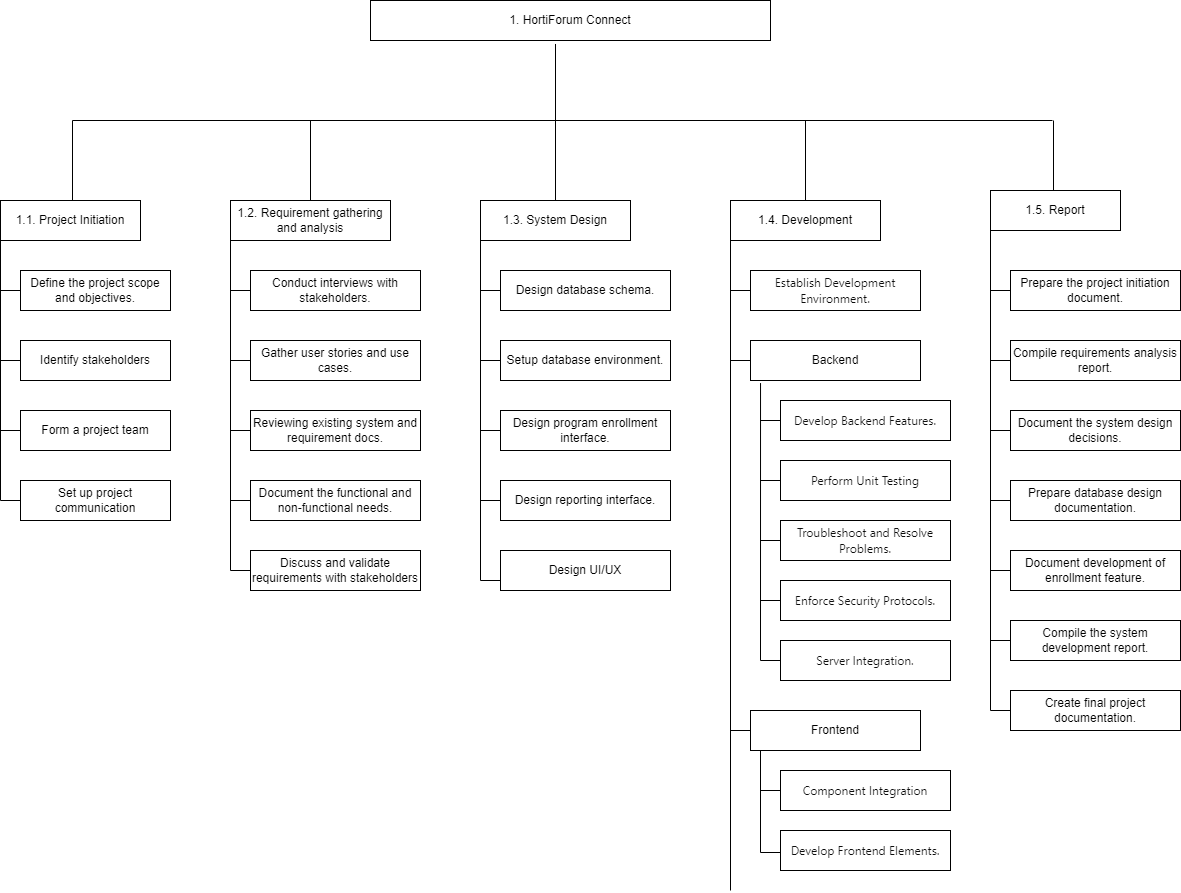 1. HortiForum Connect
1.1. Project Initiation
Define the project scope
and objectives.
Identify stakeholders
Form a project team
Set up project
communication
1.2. Requirement gathering
and analysis
Conduct interviews with
stakeholders.
Gather user stories and use
cases.
Reviewing existing system and
requirement docs.
Document the functional and
non-functional needs.
Discuss and validate
requirements with stakeholders
1.3. System Design
Design database schema.
Setup database environment.
Design program enrollment
interface.
Design reporting interface.
Design UI/UX
1.4. Development
Establish Development
Environment.
Backend
Develop Backend Features.
Perform Unit Testing
Troubleshoot and Resolve
Problems.
Enforce Security Protocols.
Server Integration.
Frontend
Component Integration
Develop Frontend Elements.
1.5. Report
Prepare the project initiation
document.
Compile requirements analysis
report.
Document the system design
decisions.
Prepare database design
documentation.
Document development of
enrollment feature.
Compile the system
development report.
Create final project
documentation.